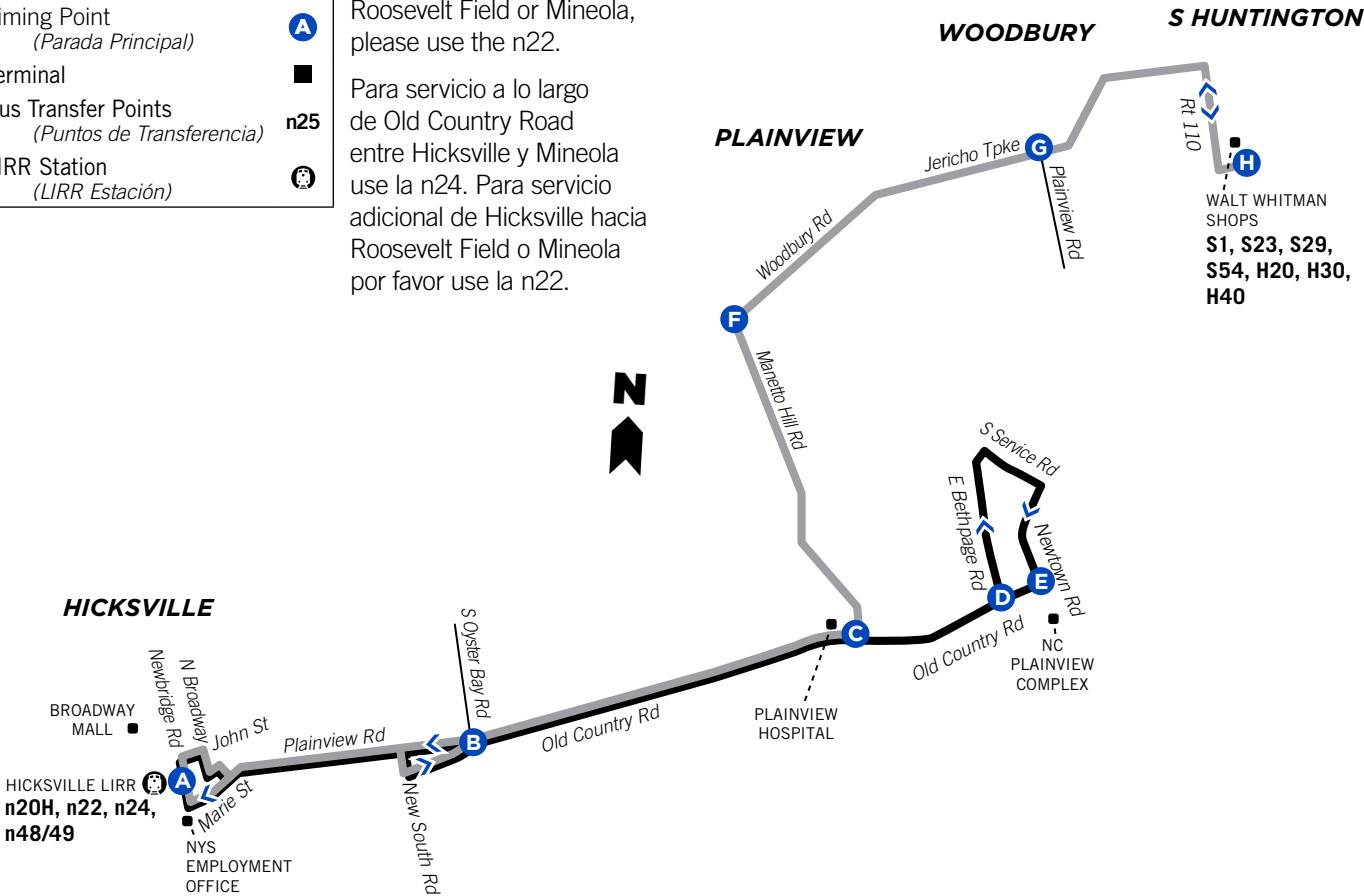 (Parada Principal)
A
Transfer Points
(Puntos de Transferencia)
n25
Station
(LIRR Estación)
Point
Roosevelt Field or Mineola,
please use the n22.
Para servicio a lo largo
de Old Country Road
entre Hicksville y Mineola
use la n24. Para servicio
adicional de Hicksville hacia
Roosevelt Field o Mineola
por favor use la n22.
WOODBURY
S HUNTINGTON
PLAINVIEW
Jericho Tpke
G
Plainview Rd
Rt 110
H
WALT WHITMAN
SHOPS
S1, S23, S29,
S54, H20, H30,
H40
Woodbury Rd
F
Manetto Hill Rd
N
S Service Rd
E Bethpage Rd
Newtown Rd
D
E
C
Old Country Rd
NC
PLAINVIEW
COMPLEX
PLAINVIEW
HOSPITAL
HICKSVILLE
S Oyster Bay Rd
B
Old Country Rd
Newbridge Rd
N Broadway
John St
Plainview Rd
BROADWAY
MALL
A
HICKSVILLE LIRR
n20H, n22, n24,
n48/49
Marie St
New South Rd
NYS
EMPLOYMENT
OFFICE